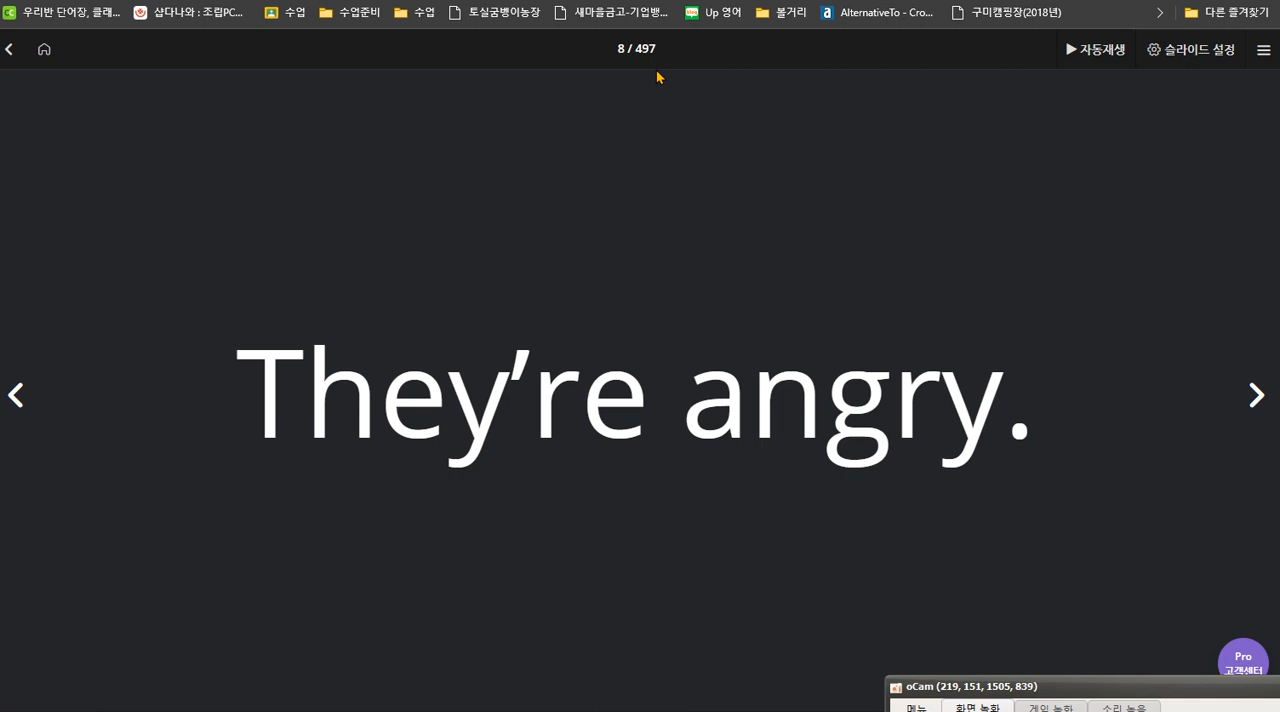 우리반 단어장, 클래... 샵다나와 : 조립PC... 수업 수업준비 수업 토실굼벵이농장 새마을금고-기업뱅... Up 영어 볼거리 AlternativeTo - Cro... 구미캠핑장(2018년) 다른 즐겨찾기
8 / 497 자동재생 슬라이드 설정
They’re angry.
Pro
고객센터
oCam (219, 151, 1505, 839)
메뉴 화면 녹화 게임 녹화 소리 녹음